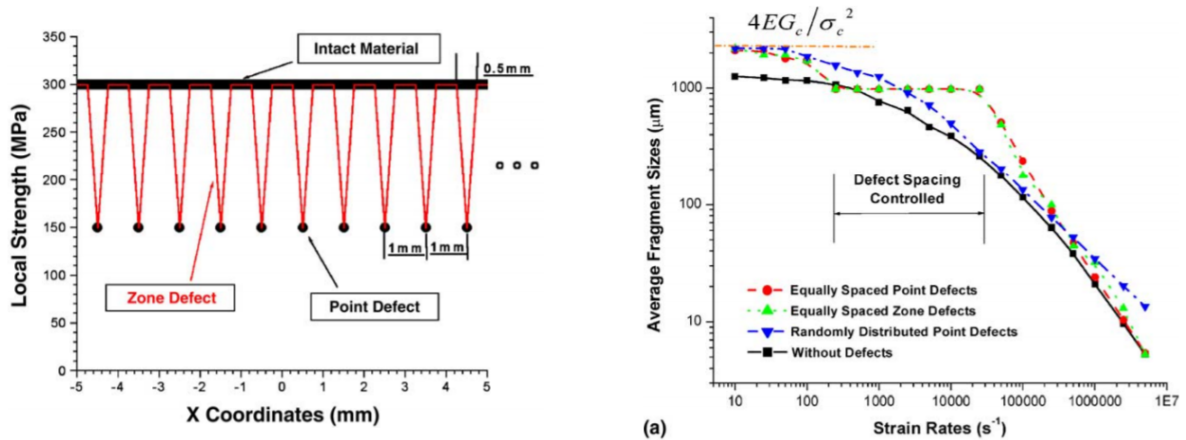 Local Strength (MPa)
350
300
250
200
150
100
50
0
-5 -4 -3 -2 -1 0 1 2 3 4 5
X Coordinates (mm)
Intact Material
0.5mm
1mm 1mm
Zone Defect
Point Defect
4EG_c/σ_c^2
Average Fragment Sizes (μm)
1000
100
10
Defect Spacing
Controlled
Equally Spaced Point Defects
Equally Spaced Zone Defects
Randomly Distributed Point Defects
Without Defects
10 100 1000 10000 100000 1000000 1E7
(a)
Strain Rates (s⁻¹)